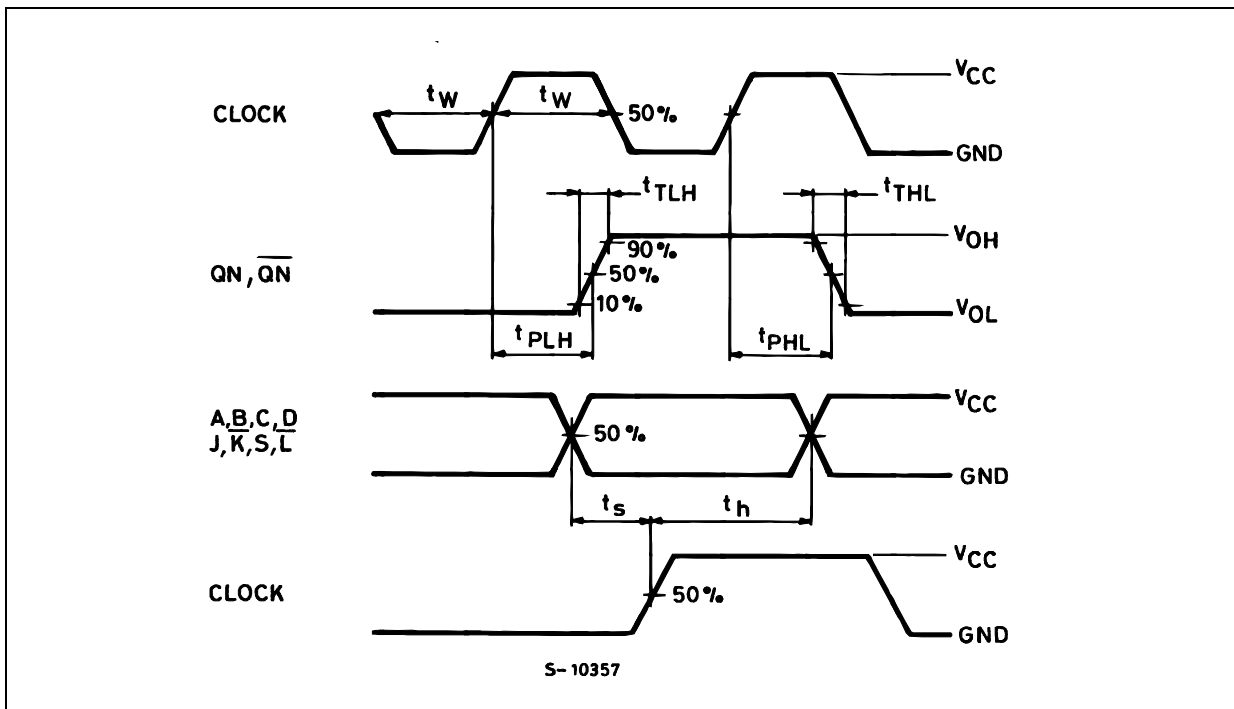 VCC
CLOCK
tW
tW
50%
GND
tTLH
tTHL
VOH
90%
QN, Q̅N̅
50%
10%
VOL
tPLH
tPHL
VCC
A,B,C,D
50%
J,K̅,S,L̅
GND
ts
th
VCC
CLOCK
50%
GND
S-10357